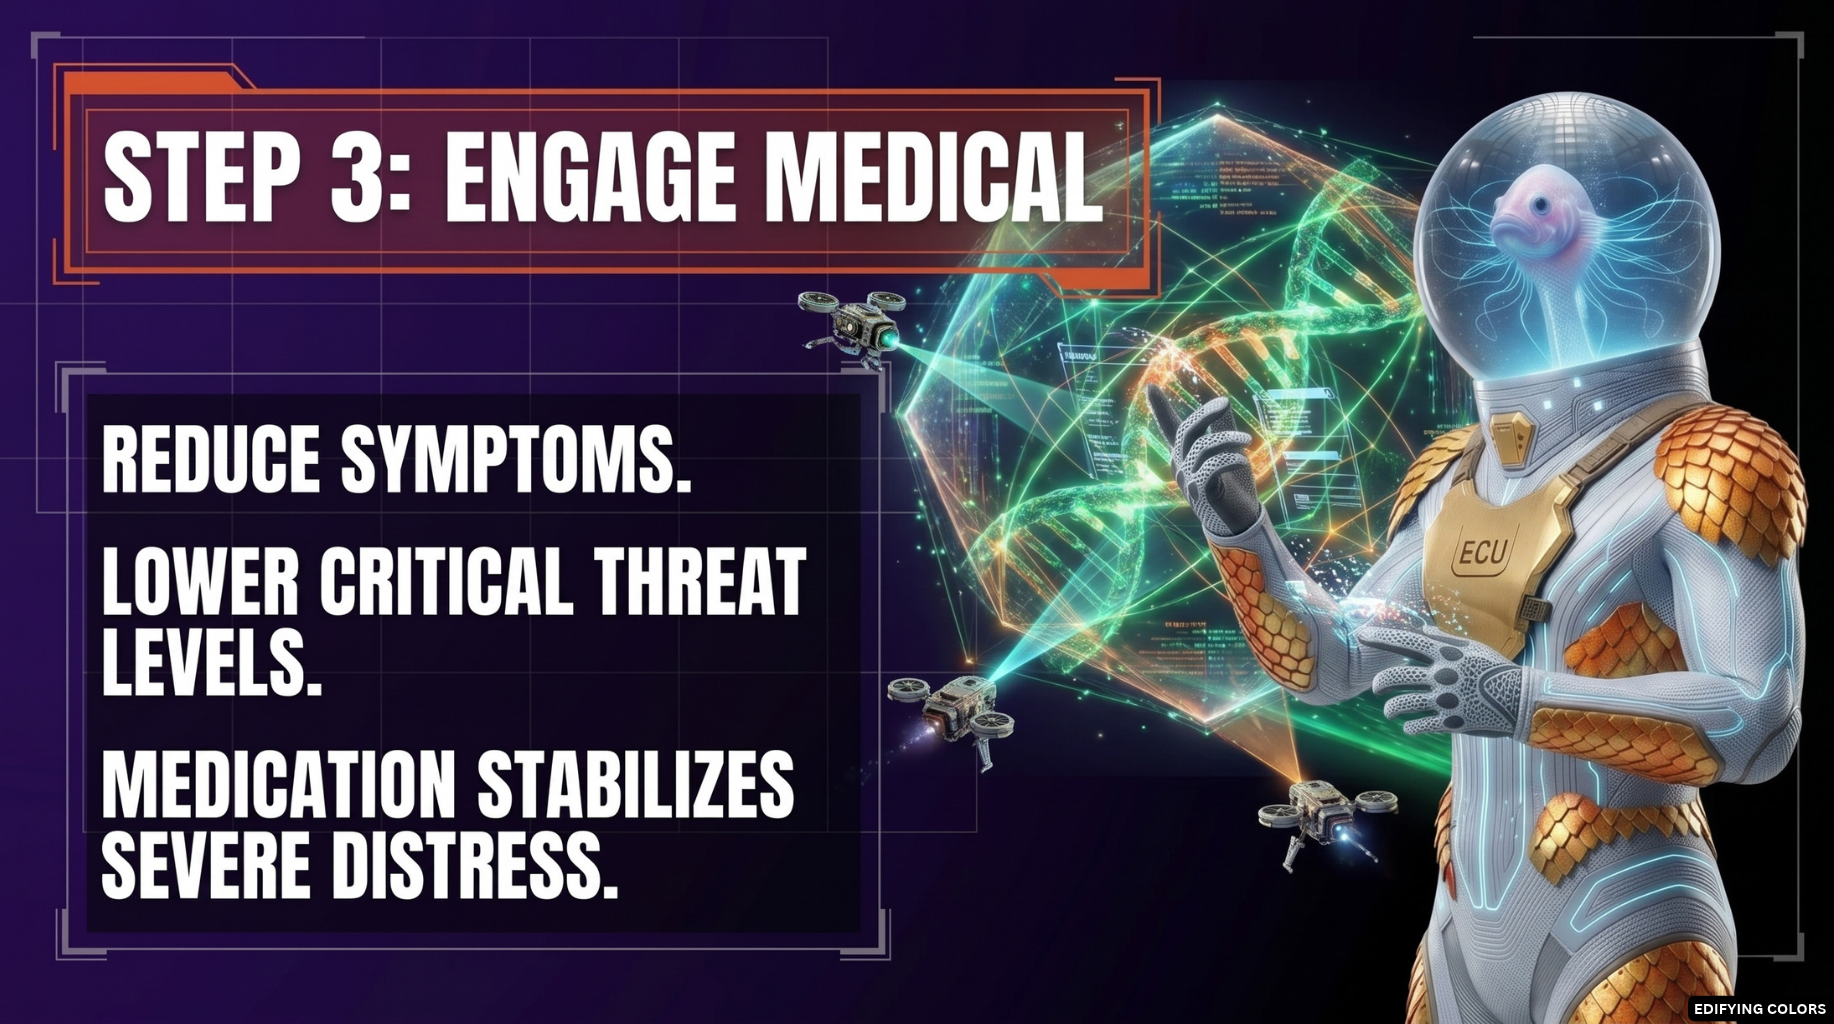 STEP 3: ENGAGE MEDICAL
REDUCE SYMPTOMS.
LOWER CRITICAL THREAT
LEVELS.
MEDICATION STABILIZES
SEVERE DISTRESS.
ECU
EDIFYING COLORS